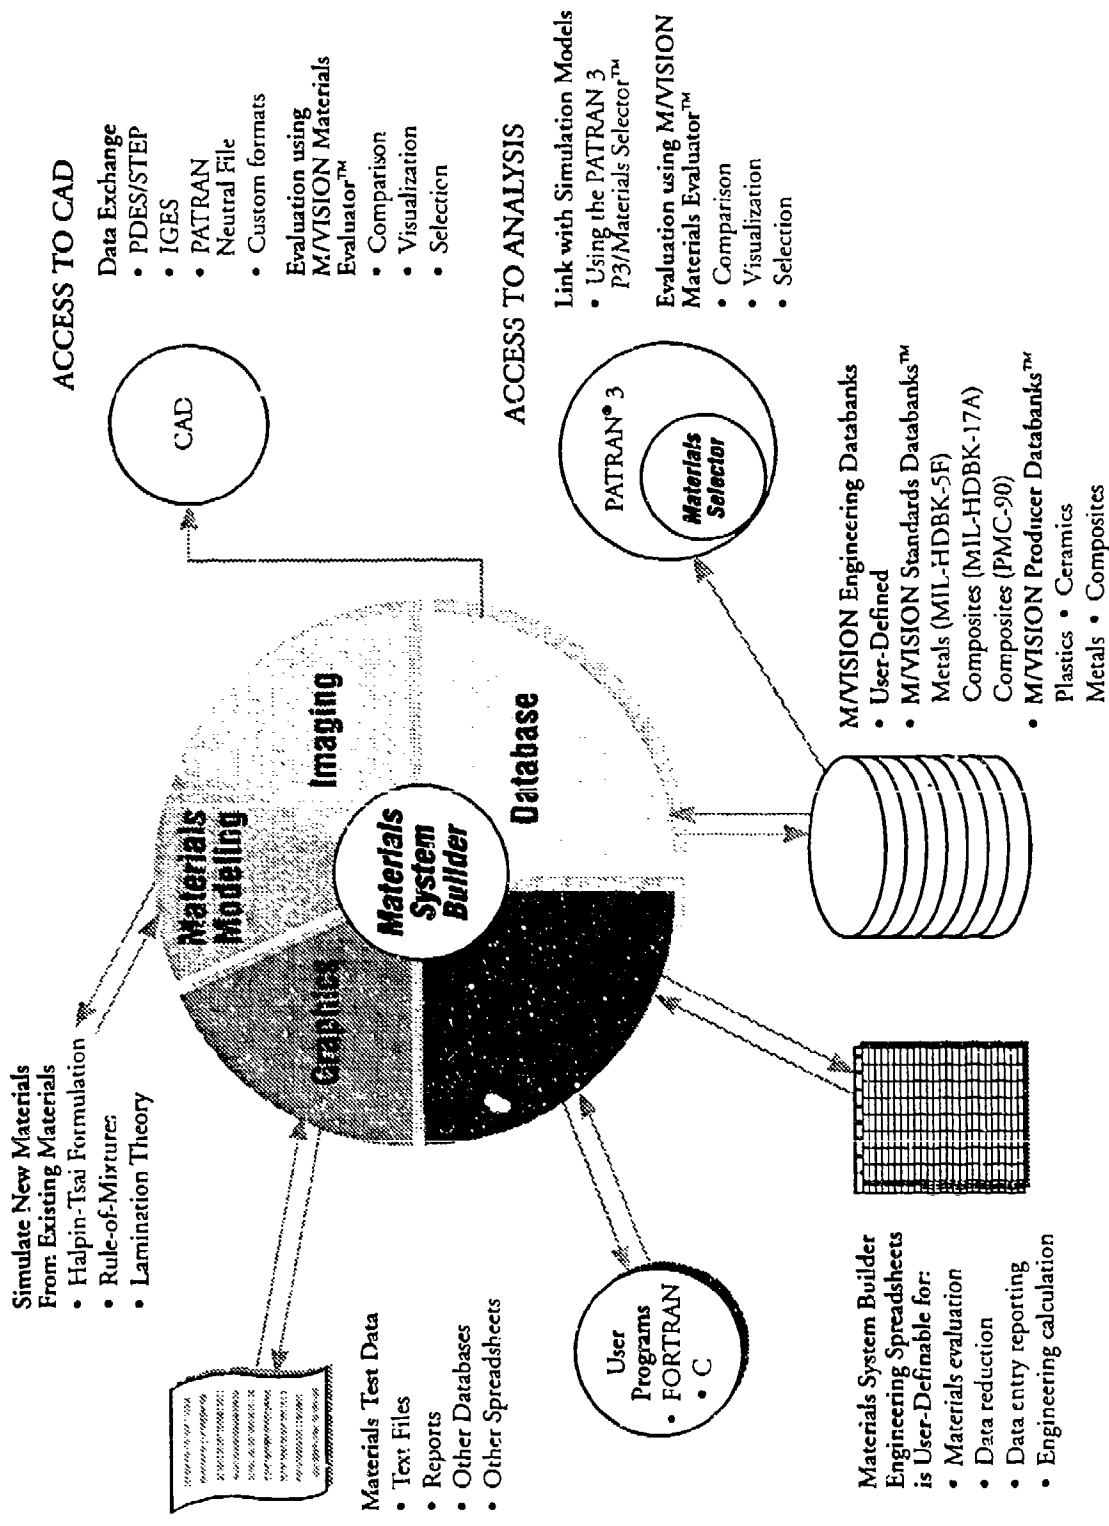 Simulate New Materials
From Existing Materials
• Halpin-Tsai Formulation
• Rule-of-Mixtures
• Lamination Theory
Materials Test Data
• Text Files
• Reports
• Other Databases
• Other Spreadsheets
User
Programs
• FORTRAN
• C
Materials System Builder
Engineering Spreadsheets
is User-Definable for:
• Materials evaluation
• Data reduction
• Data entry reporting
• Engineering calculation
Materials
Modeling
Imaging
Graphics
Materials
System
Builder
Database
ACCESS TO CAD
CAD
Data Exchange
• PDES/STEP
• IGES
• PATRAN
Neutral File
• Custom formats
Evaluation using
M/VISION Materials
Evaluator™
• Comparison
• Visualization
• Selection
ACCESS TO ANALYSIS
PATRAN® 3
Materials
Selector
Link with Simulation Models
• Using the PATRAN 3
P3/Materials Selector™
Evaluation using M/VISION
Materials Evaluator™
• Comparison
• Visualization
• Selection
M/VISION Engineering Databanks
• User-Defined
• M/VISION Standards Databanks™
Metals (MIL-HDBK-5F)
Composites (MIL-HDBK-17A)
Composites (PMC-90)
• M/VISION Producer Databanks™
Plastics • Ceramics
Metals • Composites